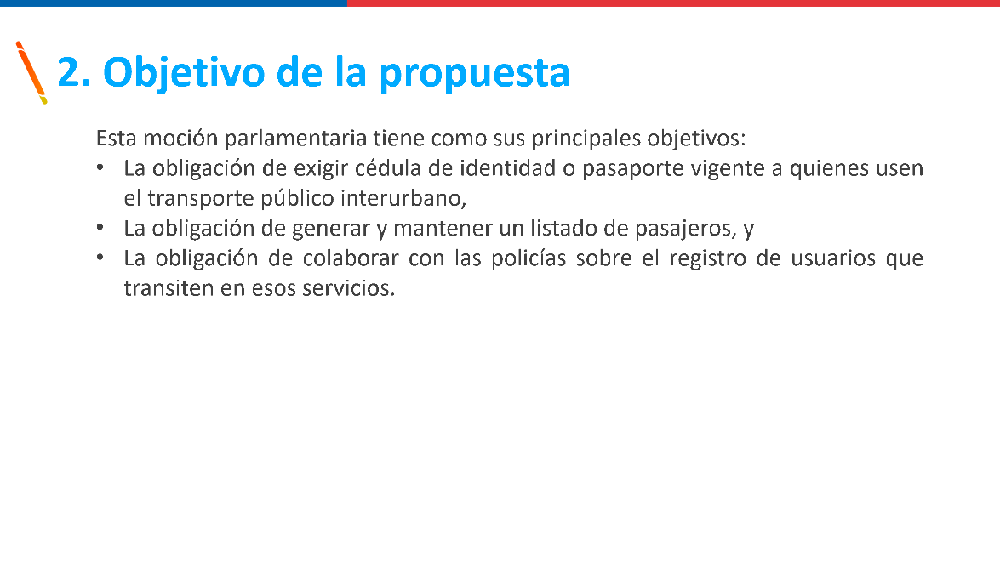 2. Objetivo de la propuesta
Esta moción parlamentaria tiene como sus principales objetivos:
• La obligación de exigir cédula de identidad o pasaporte vigente a quienes usen
el transporte público interurbano,
• La obligación de generar y mantener un listado de pasajeros, y
• La obligación de colaborar con las policías sobre el registro de usuarios que
transiten en esos servicios.